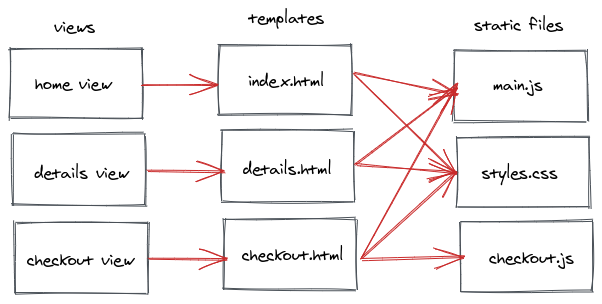 views
templates
static files
home view
index.html
main.js
details view
details.html
styles.css
checkout view
checkout.html
checkout.js